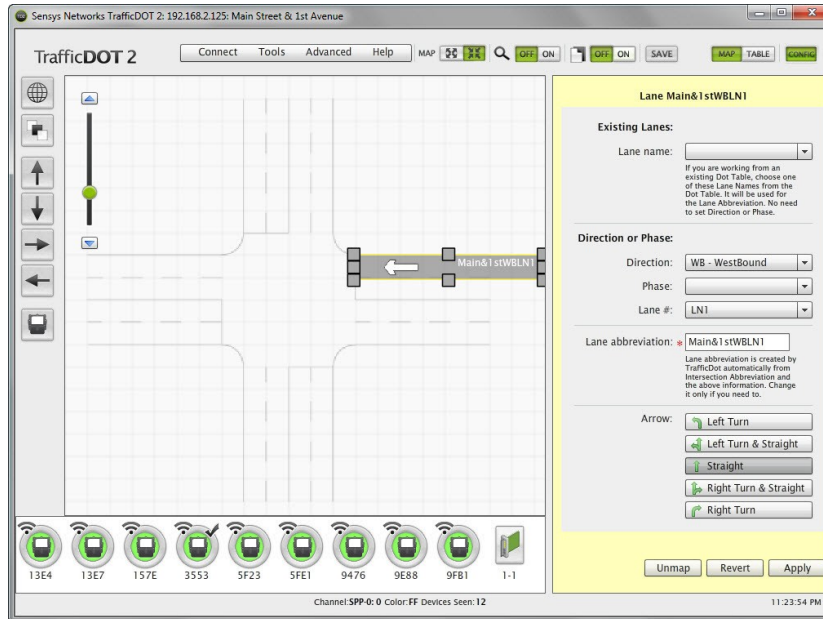 Sensys Networks TrafficDOT 2: 192.168.2.125: Main Street & 1st Avenue
TrafficDOT 2
Connect Tools Advanced Help
MAP
OFF ON
OFF ON
SAVE
MAP TABLE
CONFIG
Lane Main&1stWBLN1
Existing Lanes:
Lane name:
If you are working from an
existing Dot Table, choose one
of these Lane Names from the
Dot Table. It will be used for
the Lane Abbreviation. No need
to set Direction or Phase.
Direction or Phase:
Direction: WB - WestBound
Phase:
Lane #: LN1
Lane abbreviation: * Main&1stWBLN1
Lane abbreviation is created by
TrafficDot automatically from
Intersection Abbreviation and
the above information. Change
it only if you need to.
Arrow: Left Turn
Left Turn & Straight
Straight
Right Turn & Straight
Right Turn
Unmap Revert Apply
Main&1stWBLN1
13E4 13E7 157E 3553 5F23 5FE1 9476 9E88 9FB1 1-1
Channel:SPP-0: 0 Color:FF Devices Seen: 12
11:23:54 PM